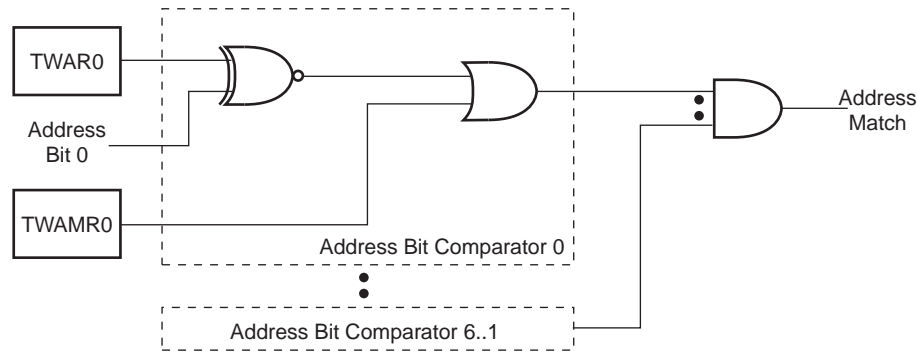 TWAR0
Address
Bit 0
TWAMR0
Address Bit Comparator 0
Address Bit Comparator 6..1
Address
Match